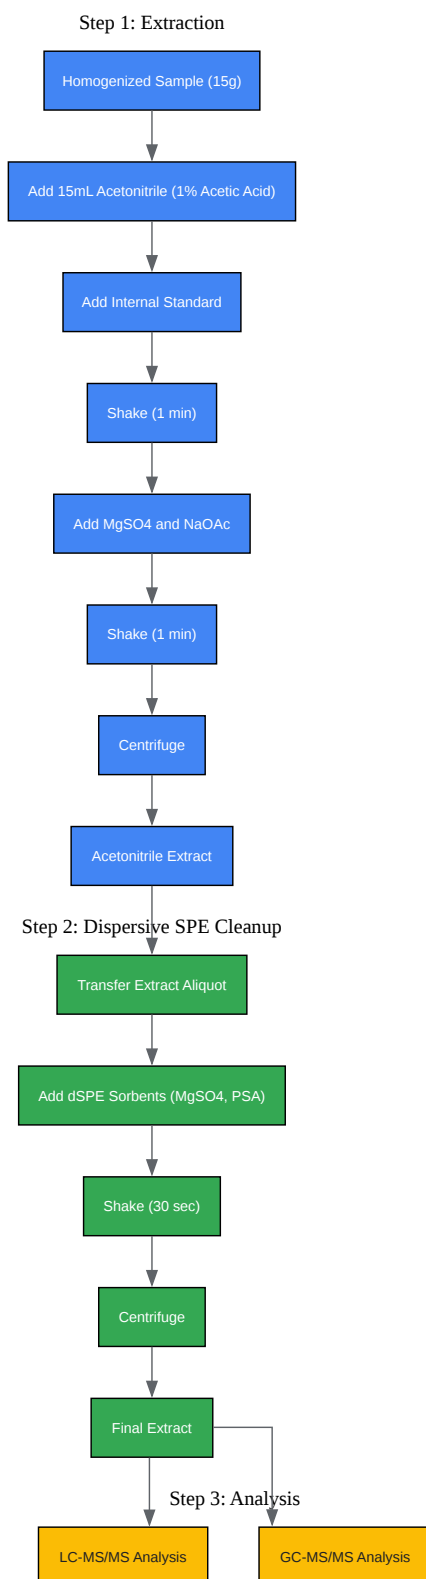 Step 1: Extraction
Homogenized Sample (15g)
Add 15mL Acetonitrile (1% Acetic Acid)
Add Internal Standard
Shake (1 min)
Add MgSO4 and NaOAc
Shake (1 min)
Centrifuge
Acetonitrile Extract
Step 2: Dispersive SPE Cleanup
Transfer Extract Aliquot
Add dSPE Sorbents (MgSO4, PSA)
Shake (30 sec)
Centrifuge
Final Extract
Step 3: Analysis
LC-MS/MS Analysis
GC-MS/MS Analysis